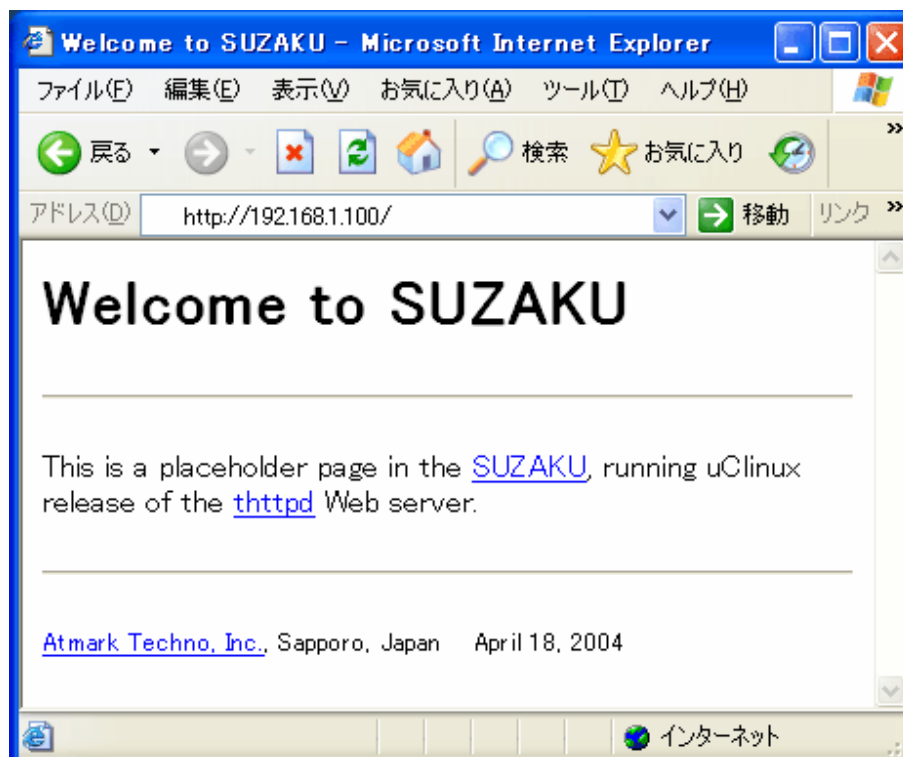 Welcome to SUZAKU - Microsoft Internet Explorer
ファイル(F) 編集(E) 表示(V) お気に入り(A) ツール(T) ヘルプ(H)
戻る 検索 お気に入り »
アドレス(D) http://192.168.1.100/ 移動 リンク »
Welcome to SUZAKU
This is a placeholder page in the SUZAKU, running uClinux
release of the thttpd Web server.
Atmark Techno, Inc., Sapporo, Japan April 18, 2004
インターネット